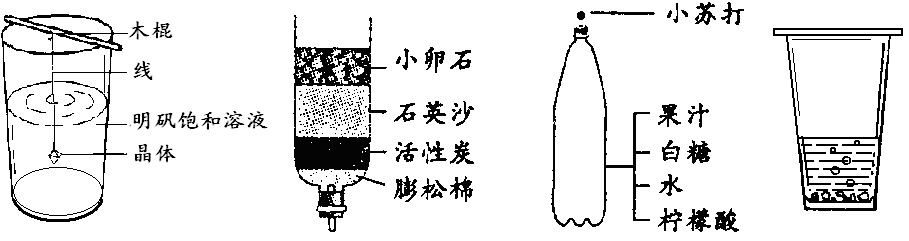 木棍
线
明矾饱和溶液
晶体
小卵石
石英沙
活性炭
膨松棉
小苏打
果汁
白糖
水
柠檬酸